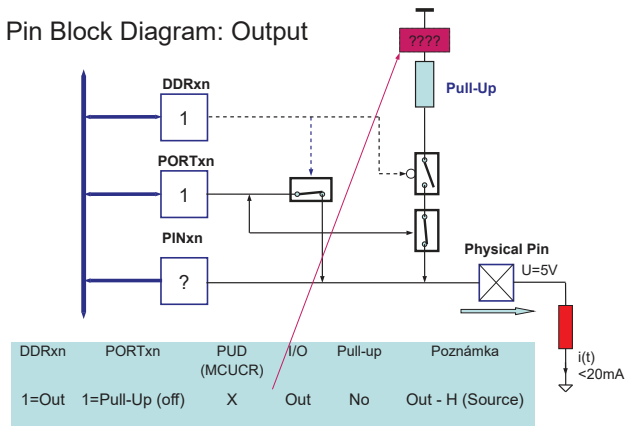 Pin Block Diagram: Output
????
Pull-Up
DDRxn
1
PORTxn
1
PINxn
?
Physical Pin
U=5V
i(t)
<20mA
DDRxn PORTxn PUD (MCUCR) I/O Pull-up Poznámka
1=Out 1=Pull-Up (off) X Out No Out - H (Source)